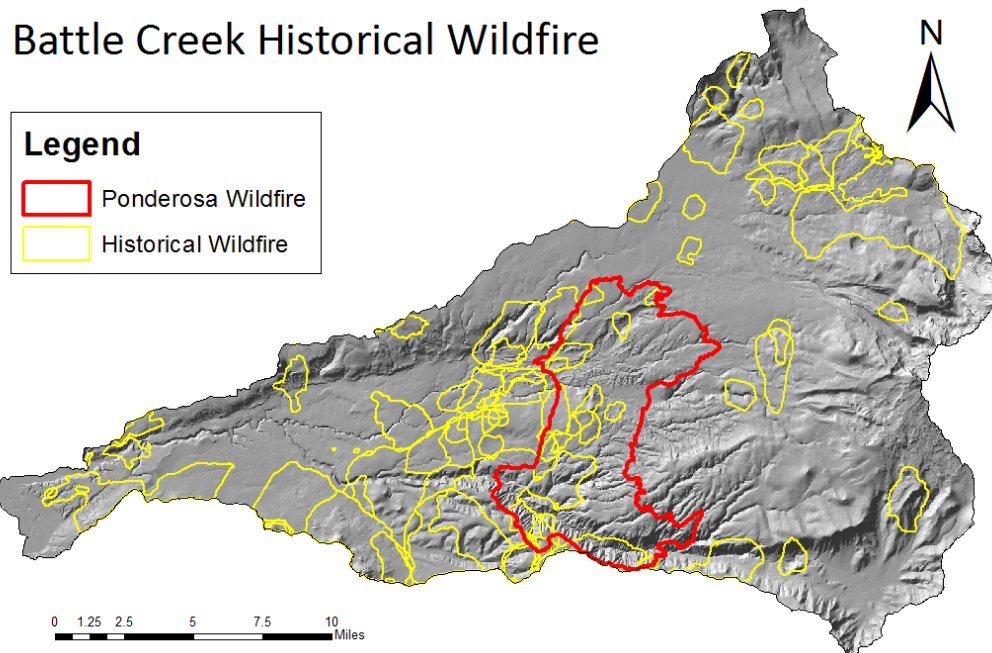 Battle Creek Historical Wildfire
N
Legend
Ponderosa Wildfire
Historical Wildfire
0 1.25 2.5 5 7.5 10
Miles